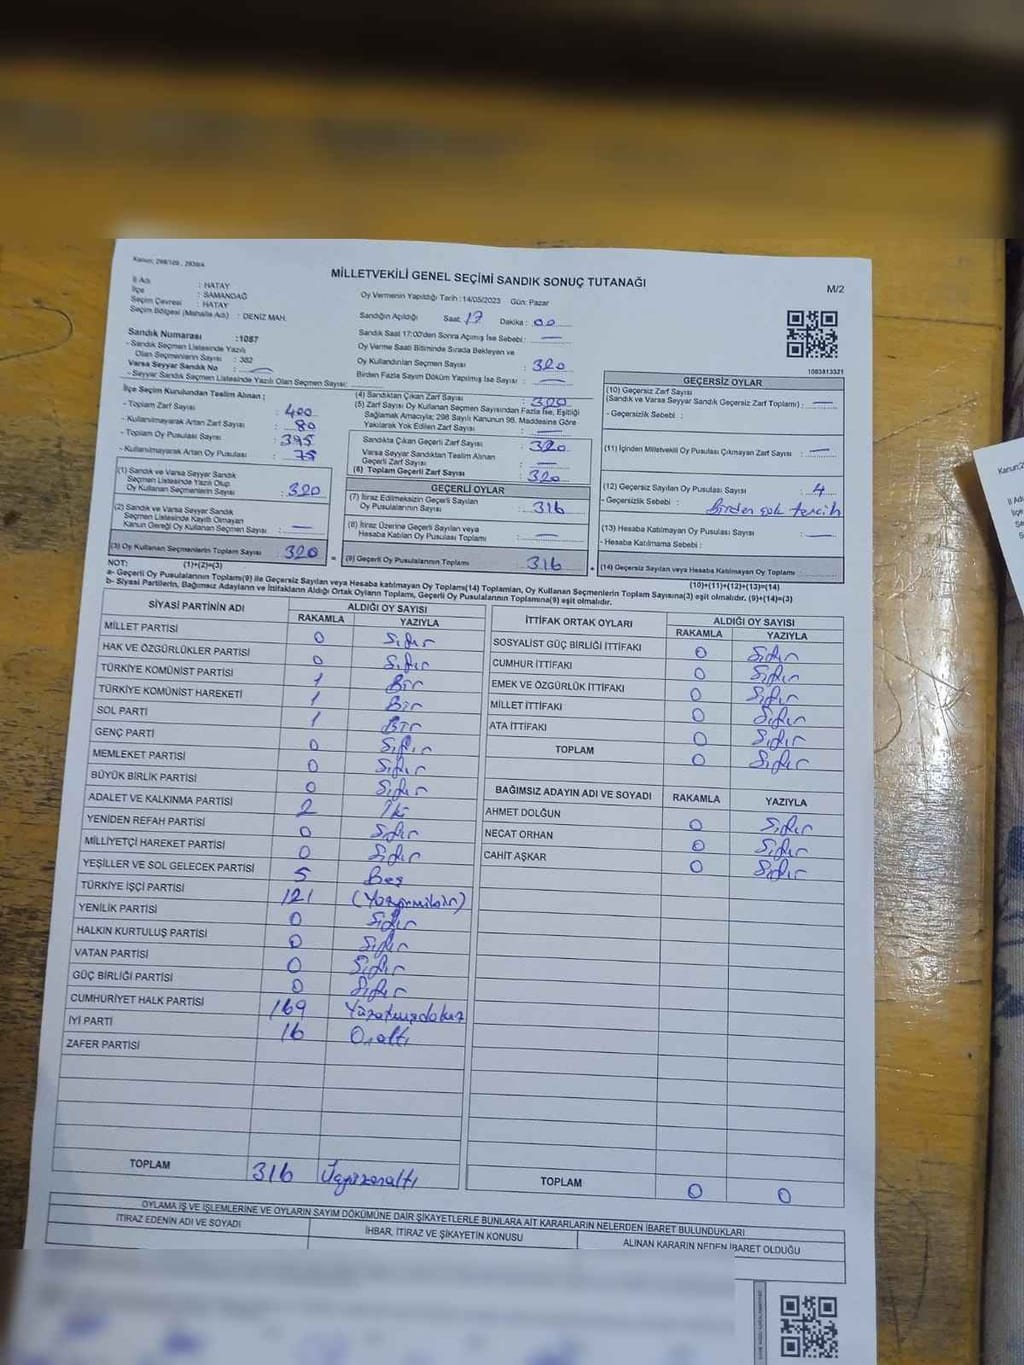 Kanun: 298/105 , 2839/4
MİLLETVEKİLİ GENEL SEÇİMİ SANDIK SONUÇ TUTANAĞI
M/2
İl Adı : HATAY
İlçe : SAMANDAĞ
Seçim Çevresi : HATAY
Seçim Bölgesi (Mahalle Adı) : DENİZ MAH.
Oy Vermenin Yapıldığı Tarih : 14/05/2023 Gün: Pazar
Sandığın Açıldığı Saat: 17 Dakika : 00
Sandık Saat 17:00'den Sonra Açımış İse Sebebi : —
Oy Verme Saati Bitiminde Sırada Bekleyen ve
Oy Kullandırılan Seçmen Sayısı : 320
Birden Fazla Sayım Döküm Yapılmış İse Sayısı : —
1083813321
Sandık Numarası :1087
- Sandık Seçmen Listesinde Yazılı
Olan Seçmenlerin Sayısı : 382
Varsa Seyyar Sandık No : —
- Seyyar Sandık Seçmen Listesinde Yazılı Olan Seçmen Sayısı:
İlçe Seçim Kurulundan Teslim Alınan ;
- Toplam Zarf Sayısı : 400
- Kullanılmayarak Artan Zarf Sayısı : 80
- Toplam Oy Pusulası Sayısı : 395
- Kullanılmayarak Artan Oy Pusulası : 75
(1) Sandık ve Varsa Seyyar Sandık
Seçmen Listesinde Yazılı Olup
Oy Kullanan Seçmenlerin Sayısı : 320
(2) Sandık ve Varsa Seyyar Sandık
Seçmen Listesinde Kayıtlı Olmayan
Kanun Gereği Oy Kullanan Seçmen Sayısı : —
(3) Oy Kullanan Seçmenlerin Toplam Sayısı : 320
(1)+(2)=(3)
(4) Sandıktan Çıkan Zarf Sayısı : 320
(5) Zarf Sayısı Oy Kullanan Seçmen Sayısından Fazla İse, Eşitliği
Sağlamak Amacıyla; 298 Sayılı Kanunun 98. Maddesine Göre
Yakılarak Yok Edilen Zarf Sayısı : —
Sandıkta Çıkan Geçerli Zarf Sayısı : 320
Varsa Seyyar Sandıktan Teslim Alınan
Geçerli Zarf Sayısı : —
(6) Toplam Geçerli Zarf Sayısı : 320
GEÇERLİ OYLAR
(7) İtiraz Edilmeksizin Geçerli Sayılan
Oy Pusulalarının Sayısı : 316
(8) İtiraz Üzerine Geçerli Sayılan veya
Hesaba Katılan Oy Pusulası Toplamı : —
= (9) Geçerli Oy Pusularının Toplamı : 316
GEÇERSİZ OYLAR
(10) Geçersiz Zarf Sayısı
(Sandık ve Varsa Seyyar Sandık Geçersiz Zarf Toplamı) : —
- Geçersizlik Sebebi :
(11) İçinden Milletvekili Oy Pusulası Çıkmayan Zarf Sayısı : —
(12) Geçersiz Sayılan Oy Pusulası Sayısı : 4
- Geçersizlik Sebebi : Birden çok tercih
(13) Hesaba Katılmayan Oy Pusulası Sayısı : —
- Hesaba Katılmama Sebebi :
+ (14) Geçersiz Sayılan veya Hesaba Katılmayan Oy Toplamı
(10)+(11)+(12)+(13)=(14)
NOT:
a- Geçerli Oy Pusulalarının Toplamı(9) ile Geçersiz Sayılan veya Hesaba katılmayan Oy Toplamı(14) Toplamları, Oy Kullanan Seçmenlerin Toplam Sayısına(3) eşit olmalıdır. (9)+(14)=(3)
b- Siyasi Partilerin, Bağımsız Adayların ve İttifakların Aldığı Ortak Oyların Toplamı, Geçerli Oy Pusulalarının Toplamına(9) eşit olmalıdır.
SİYASİ PARTİNİN ADI ALDIĞI OY SAYISI
RAKAMLA YAZIYLA
MİLLET PARTİSİ 0 Sıfır
HAK VE ÖZGÜRLÜKLER PARTİSİ 0 Sıfır
TÜRKİYE KOMÜNİST PARTİSİ 1 Bir
TÜRKİYE KOMÜNİST HAREKETİ 1 Bir
SOL PARTİ 1 Bir
GENÇ PARTİ 0 Sıfır
MEMLEKET PARTİSİ 0 Sıfır
BÜYÜK BİRLİK PARTİSİ 0 Sıfır
ADALET VE KALKINMA PARTİSİ 2 İki
YENİDEN REFAH PARTİSİ 0 Sıfır
MİLLİYETÇİ HAREKET PARTİSİ 0 Sıfır
YEŞİLLER VE SOL GELECEK PARTİSİ 5 Beş
TÜRKİYE İŞÇİ PARTİSİ 121 (Yüzyirmibir)
YENİLİK PARTİSİ 0 Sıfır
HALKIN KURTULUŞ PARTİSİ 0 Sıfır
VATAN PARTİSİ 0 Sıfır
GÜÇ BİRLİĞİ PARTİSİ 0 Sıfır
CUMHURİYET HALK PARTİSİ 169 Yüzatmışdokuz
İYİ PARTİ 16 Onaltı
ZAFER PARTİSİ
TOPLAM 316 Üçyüzonaltı
İTTİFAK ORTAK OYLARI ALDIĞI OY SAYISI
RAKAMLA YAZIYLA
SOSYALİST GÜÇ BİRLİĞİ İTTİFAKI 0 Sıfır
CUMHUR İTTİFAKI 0 Sıfır
EMEK VE ÖZGÜRLÜK İTTİFAKI 0 Sıfır
MİLLET İTTİFAKI 0 Sıfır
ATA İTTİFAKI 0 Sıfır
TOPLAM 0 Sıfır
BAĞIMSIZ ADAYIN ADI VE SOYADI RAKAMLA YAZIYLA
AHMET DOLĞUN 0 Sıfır
NECAT ORHAN 0 Sıfır
CAHİT AŞKAR 0 Sıfır
TOPLAM 0 0
OYLAMA İŞ VE İŞLEMLERİNE VE OYLARIN SAYIM DÖKÜMÜNE DAİR ŞİKAYETLERLE BUNLARA AİT KARARLARIN NELERDEN İBARET BULUNDUKLARI
İTİRAZ EDENİN ADI VE SOYADI İHBAR, İTİRAZ VE ŞİKAYETİN KONUSU ALINAN KARARIN NEDEN İBARET OLDUĞU